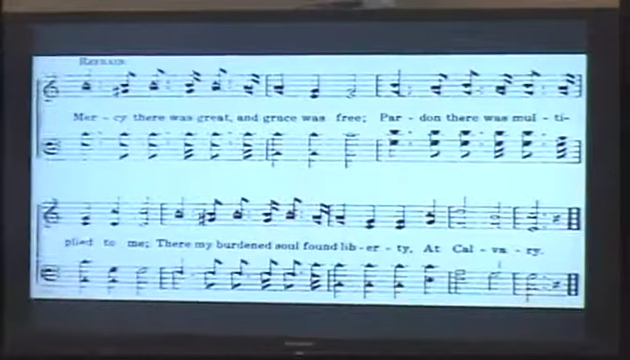 REFRAIN
Mer - cy there was great, and grace was free; Par - don there was mul - ti-
plied to me; There my burdened soul found lib - er - ty, At Cal - va - ry.